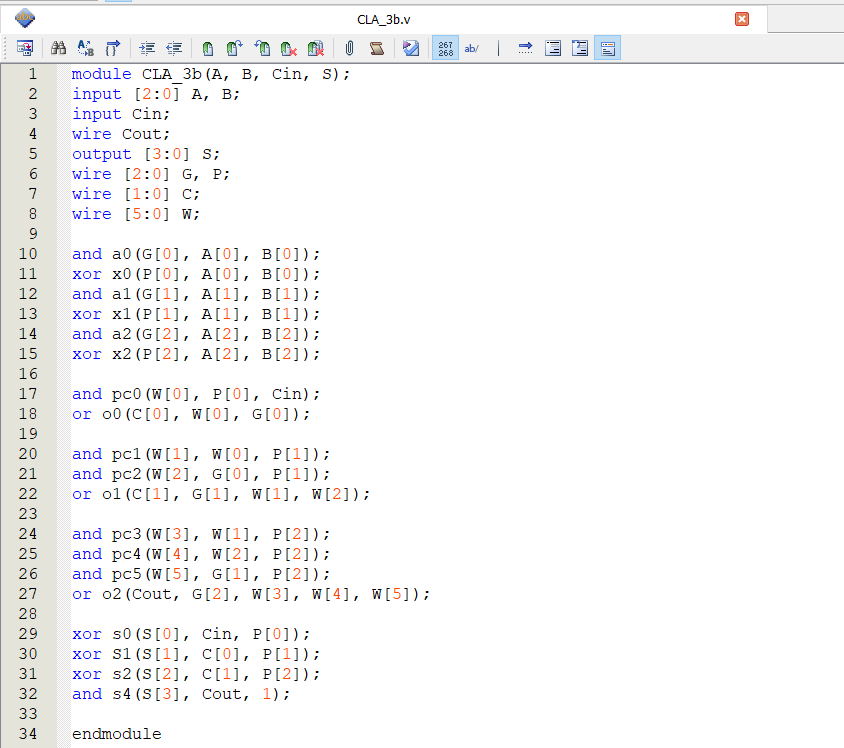 CLA_3b.v
267
268
ab/
1 module CLA_3b(A, B, Cin, S);
2 input [2:0] A, B;
3 input Cin;
4 wire Cout;
5 output [3:0] S;
6 wire [2:0] G, P;
7 wire [1:0] C;
8 wire [5:0] W;
9
10 and a0(G[0], A[0], B[0]);
11 xor x0(P[0], A[0], B[0]);
12 and a1(G[1], A[1], B[1]);
13 xor x1(P[1], A[1], B[1]);
14 and a2(G[2], A[2], B[2]);
15 xor x2(P[2], A[2], B[2]);
16
17 and pc0(W[0], P[0], Cin);
18 or o0(C[0], W[0], G[0]);
19
20 and pc1(W[1], W[0], P[1]);
21 and pc2(W[2], G[0], P[1]);
22 or o1(C[1], G[1], W[1], W[2]);
23
24 and pc3(W[3], W[1], P[2]);
25 and pc4(W[4], W[2], P[2]);
26 and pc5(W[5], G[1], P[2]);
27 or o2(Cout, G[2], W[3], W[4], W[5]);
28
29 xor s0(S[0], Cin, P[0]);
30 xor S1(S[1], C[0], P[1]);
31 xor s2(S[2], C[1], P[2]);
32 and s4(S[3], Cout, 1);
33
34 endmodule